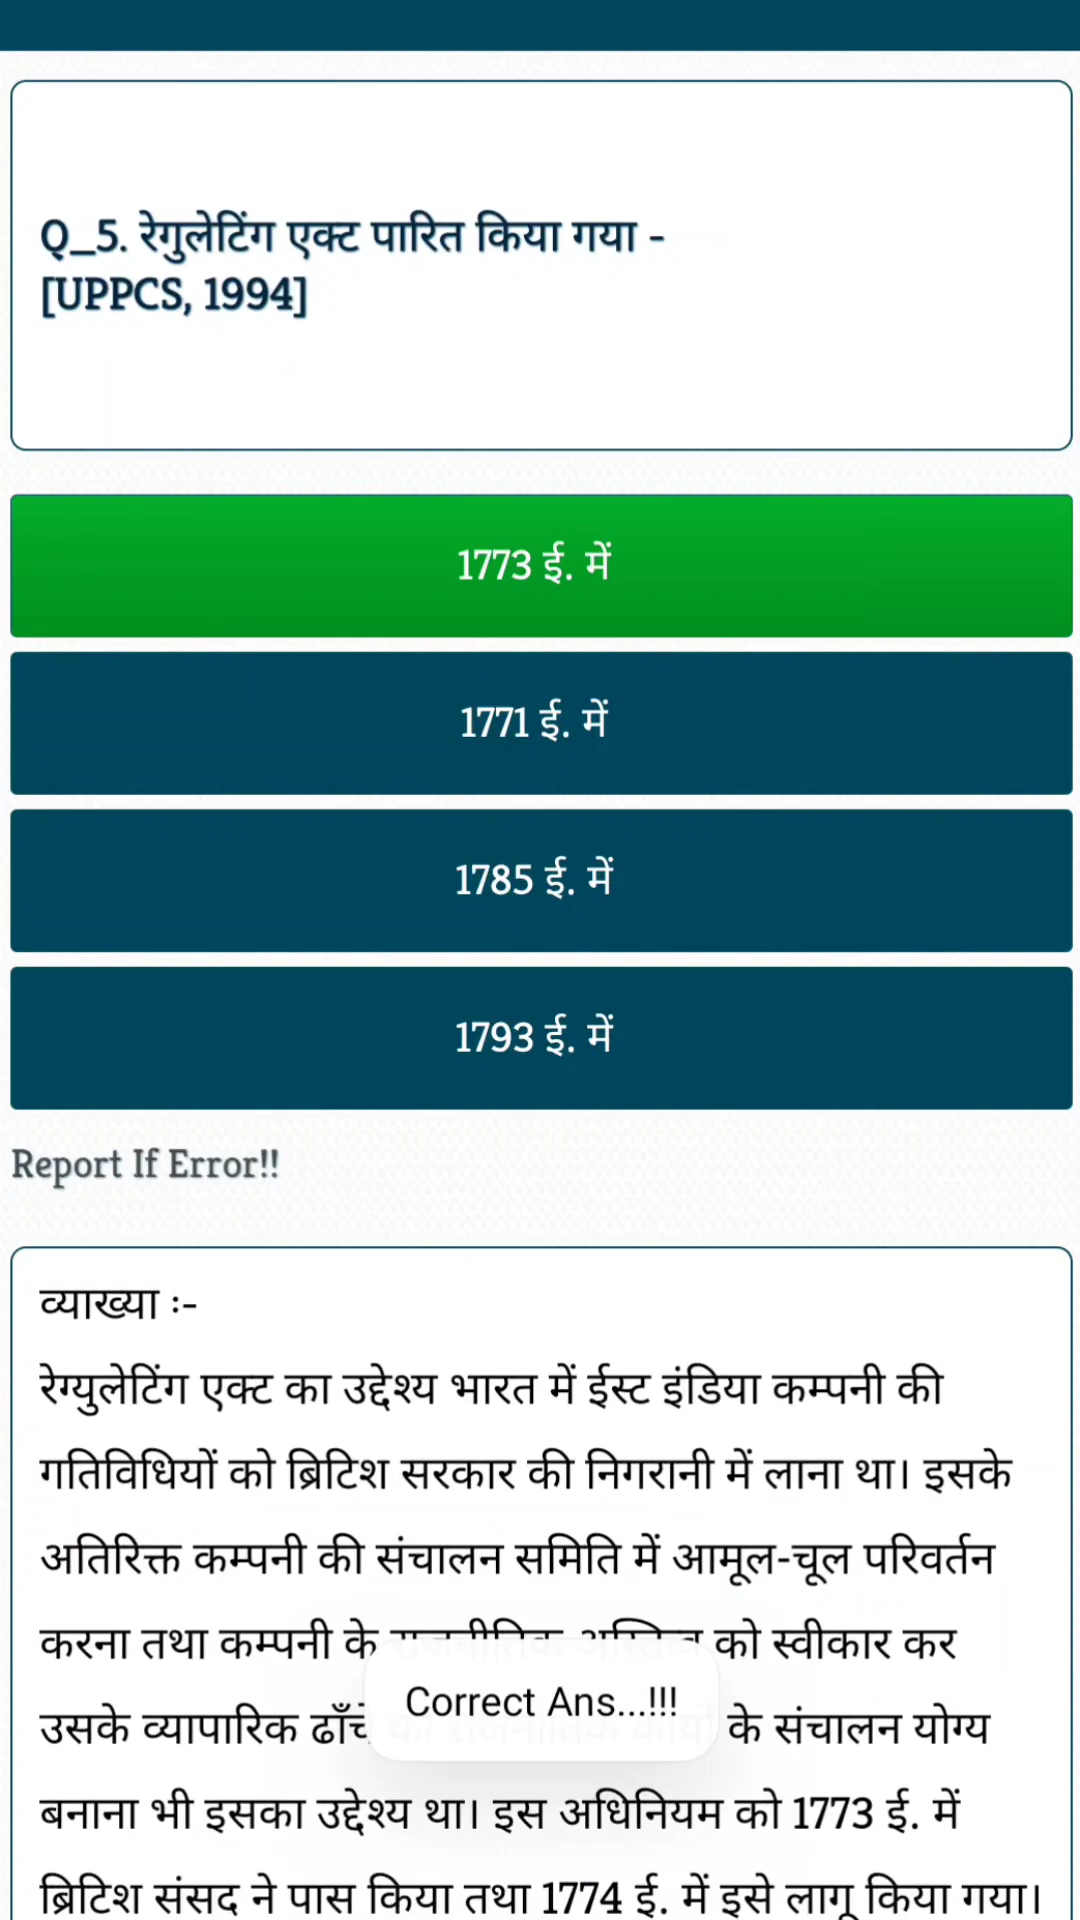 Q_5. रेगुलेटिंग एक्ट पारित किया गया -
[UPPCS, 1994]
1773 ई. में
1771 ई. में
1785 ई. में
1793 ई. में
Report If Error!!
व्याख्या :-
रेग्युलेटिंग एक्ट का उद्देश्य भारत में ईस्ट इंडिया कम्पनी की
गतिविधियों को ब्रिटिश सरकार की निगरानी में लाना था। इसके
अतिरिक्त कम्पनी की संचालन समिति में आमूल-चूल परिवर्तन
करना तथा कम्पनी के राजनीतिक अस्तित्व को स्वीकार कर
Correct Ans...!!!
उसके व्यापारिक के संचालन योग्य
बनाना भी इसका उद्देश्य था। इस अधिनियम को 1773 ई. में
ब्रिटिश संसद ने पास किया तथा 1774 ई. में इसे लागू किया गया।